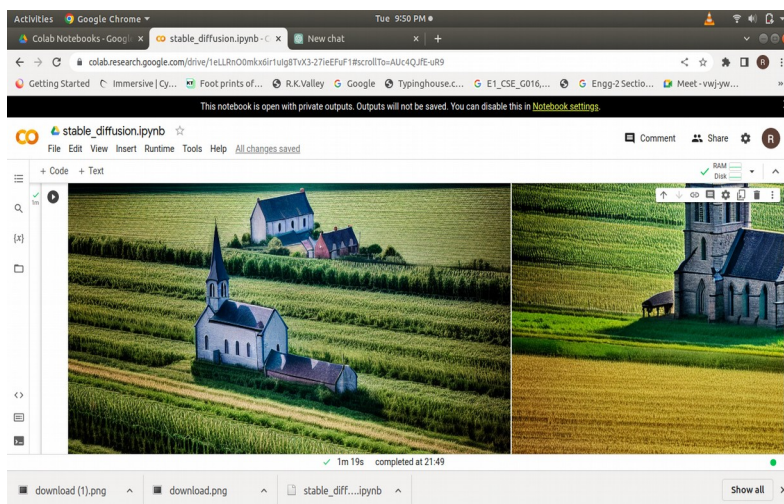 Activities Google Chrome Tue 9:50 PM
Colab Notebooks - Googl × stable_diffusion.ipynb - C × New chat × +
colab.research.google.com/drive/1eLLRnO0mkx6ir1uIg8TvX3-27ieEFuF1#scrollTo=AUc4QJfE-uR9
Getting Started Immersive | Cy... Foot prints of... R.K.Valley Google Typinghouse.c... E1_CSE_G016,... Engg-2 Sectio... Meet - vwj-yw... »
This notebook is open with private outputs. Outputs will not be saved. You can disable this in Notebook settings.
stable_diffusion.ipynb
Comment Share R
File Edit View Insert Runtime Tools Help All changes saved
+ Code + Text RAM Disk
1m
{x}
1m 19s completed at 21:49
download (1).png download.png stable_diff....ipynb Show all